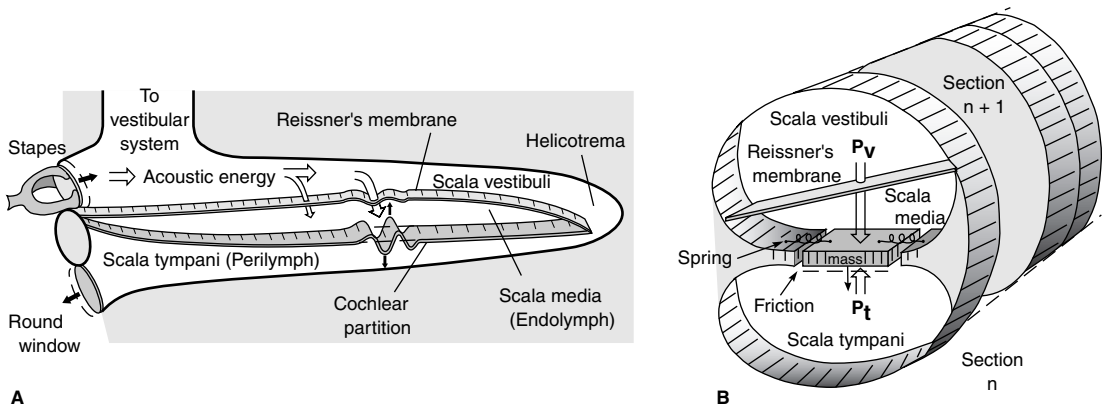 To
vestibular
system
Stapes
Reissner's membrane
Helicotrema
Acoustic energy
Scala vestibuli
Scala tympani (Perilymph)
Cochlear
partition
Scala media
(Endolymph)
Round
window
A
Section
n + 1
Scala vestibuli
Reissner's
membrane
Pv
Scala
media
Spring
mass
Friction
Pt
Scala tympani
Section
n
B